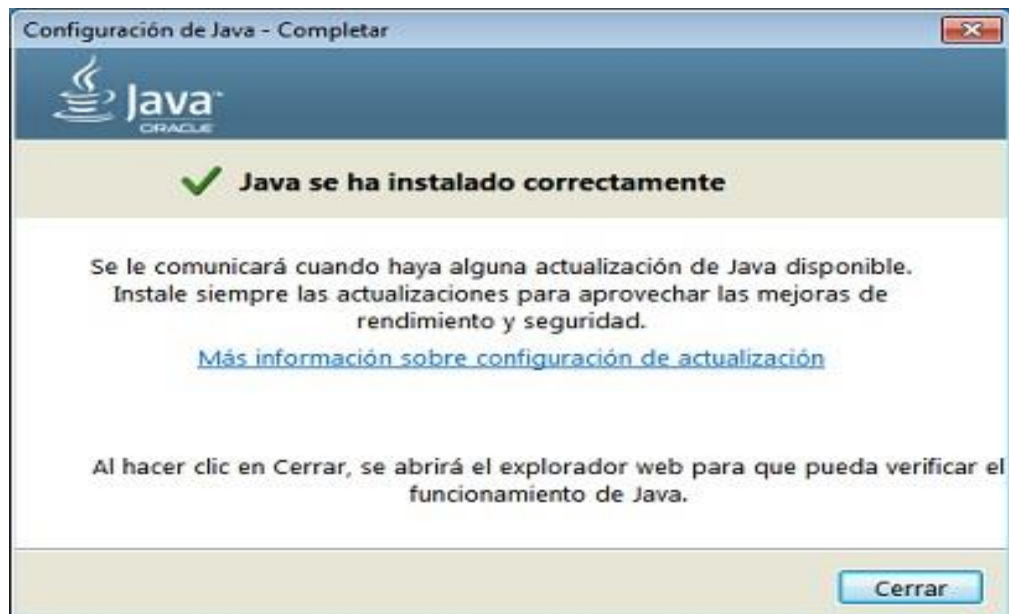 Configuración de Java - Completar
Java™
ORACLE
Java se ha instalado correctamente
Se le comunicará cuando haya alguna actualización de Java disponible.
Instale siempre las actualizaciones para aprovechar las mejoras de
rendimiento y seguridad.
Más información sobre configuración de actualización
Al hacer clic en Cerrar, se abrirá el explorador web para que pueda verificar el
funcionamiento de Java.
Cerrar